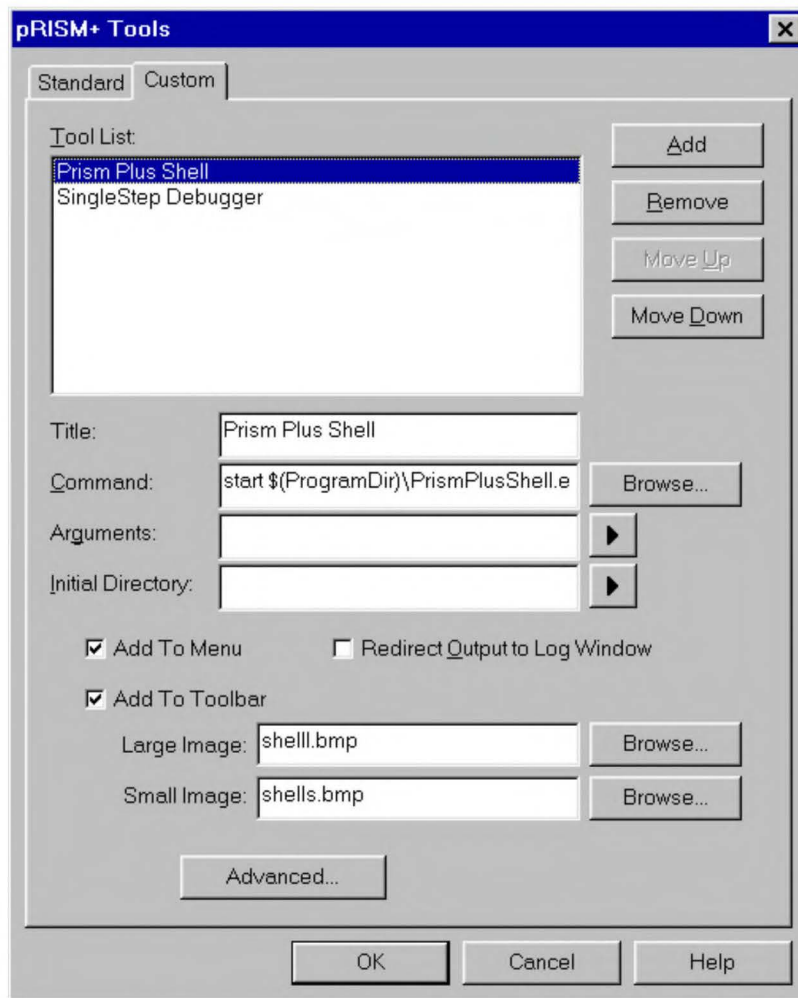 pRISM+ Tools
Standard
Custom
Tool List:
Prism Plus Shell
SingleStep Debugger
Add
Remove
Move Up
Move Down
Title:
Prism Plus Shell
Command:
start $(ProgramDir)\PrismPlusShell.e
Browse...
Arguments:
Initial Directory:
Add To Menu
Redirect Output to Log Window
Add To Toolbar
Large Image:
shelll.bmp
Browse...
Small Image:
shells.bmp
Browse...
Advanced...
OK
Cancel
Help